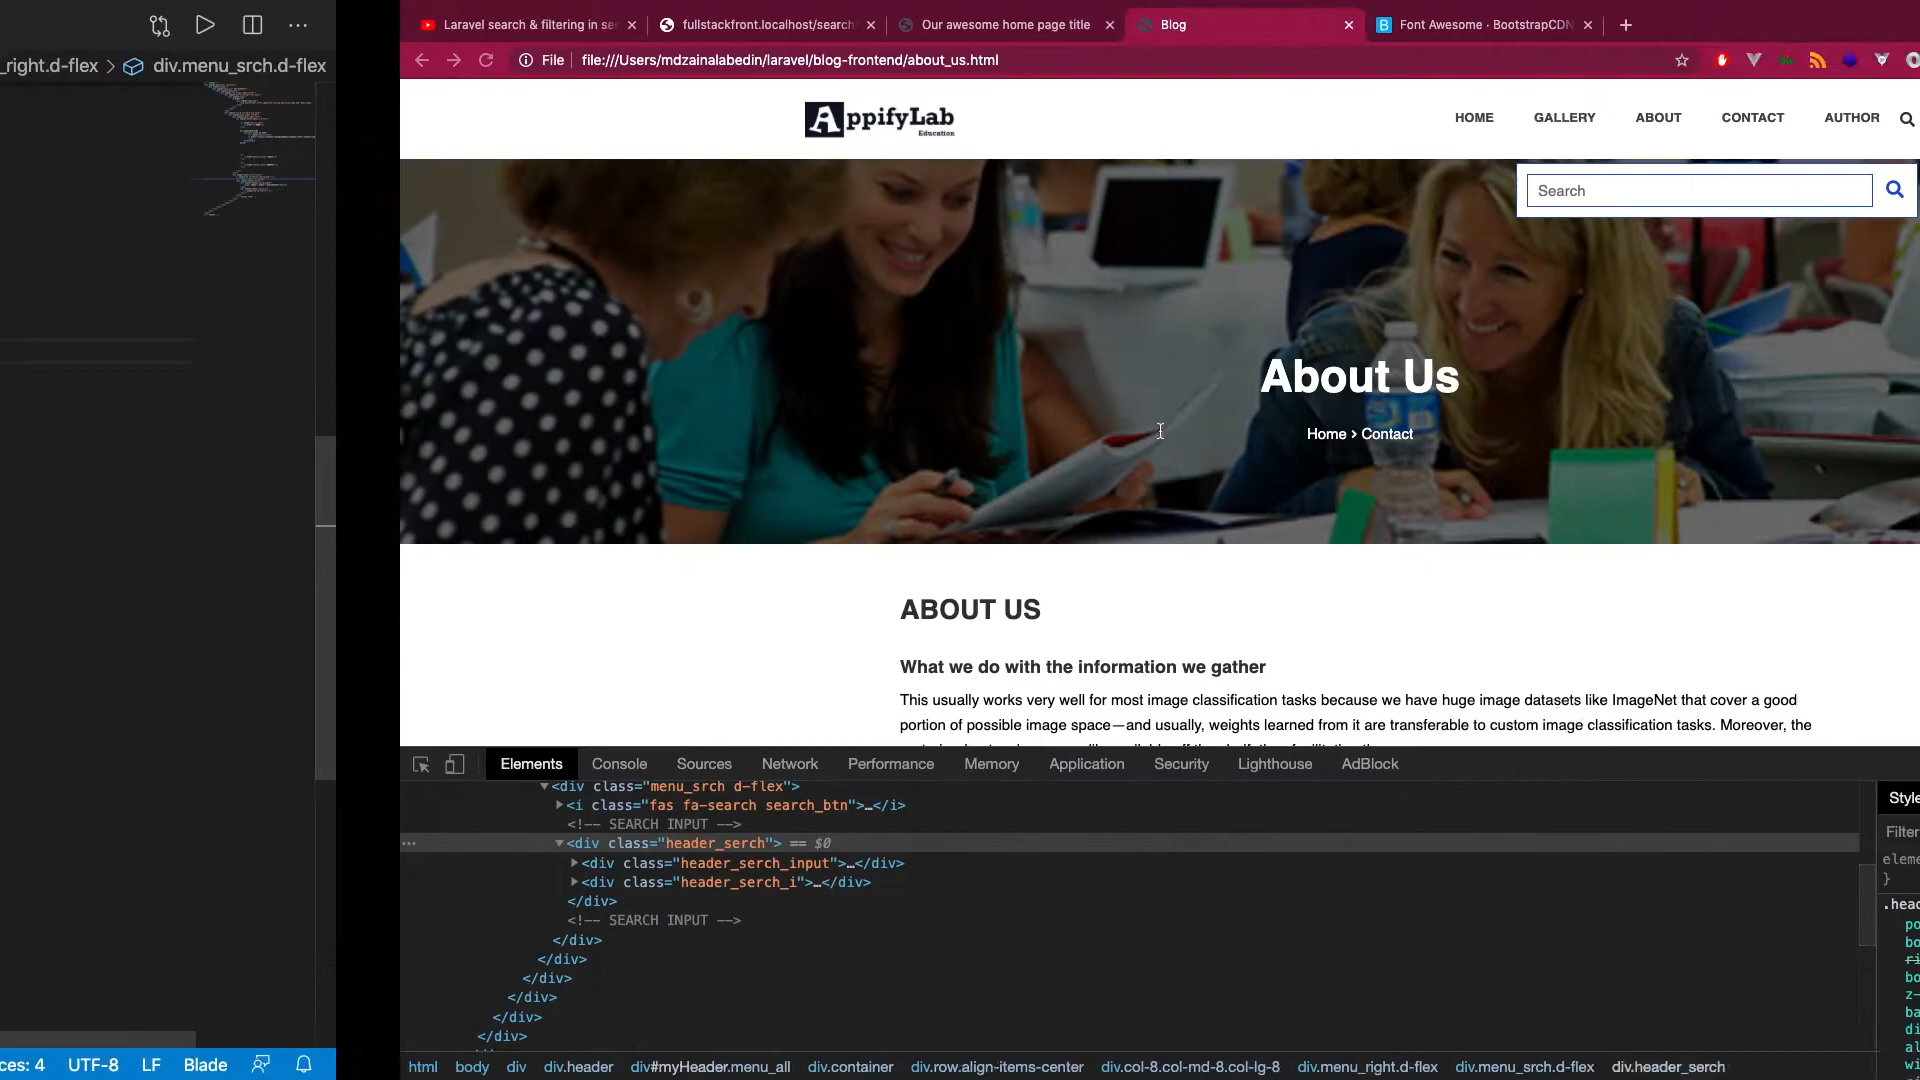 _right.d-flex > div.menu_srch.d-flex
ces: 4 UTF-8 LF Blade
Laravel search & filtering in se
fullstackfront.localhost/search
Our awesome home page title
Blog
Font Awesome · BootstrapCDN
File file:///Users/mdzainalabedin/laravel/blog-frontend/about_us.html
AppifyLab
Education
HOME GALLERY ABOUT CONTACT AUTHOR
Search
About Us
Home > Contact
ABOUT US
What we do with the information we gather
This usually works very well for most image classification tasks because we have huge image datasets like ImageNet that cover a good
portion of possible image space—and usually, weights learned from it are transferable to custom image classification tasks. Moreover, the
Elements Console Sources Network Performance Memory Application Security Lighthouse AdBlock
▼<div class="menu_srch d-flex">
▶<i class="fas fa-search search_btn">…</i>
<!-- SEARCH INPUT -->
… ▼<div class="header_serch"> == $0
▶<div class="header_serch_input">…</div>
▶<div class="header_serch_i">…</div>
</div>
<!-- SEARCH INPUT -->
</div>
</div>
</div>
</div>
</div>
</div>
html body div div.header div#myHeader.menu_all div.container div.row.align-items-center div.col-8.col-md-8.col-lg-8 div.menu_right.d-flex div.menu_srch.d-flex div.header_serch
Style
Filter
eleme
}
.head
po
bo
ri
bo
z-
ba
di
al
wi